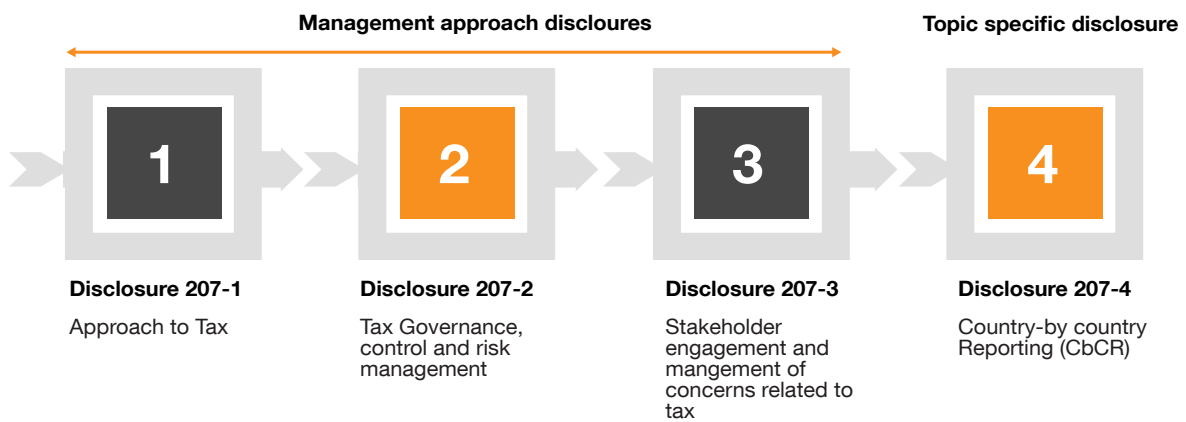 Management approach discloures
Topic specific disclosure
1
2
3
4
Disclosure 207-1
Approach to Tax
Disclosure 207-2
Tax Governance,
control and risk
management
Disclosure 207-3
Stakeholder
engagement and
mangement of
concerns related to
tax
Disclosure 207-4
Country-by country
Reporting (CbCR)